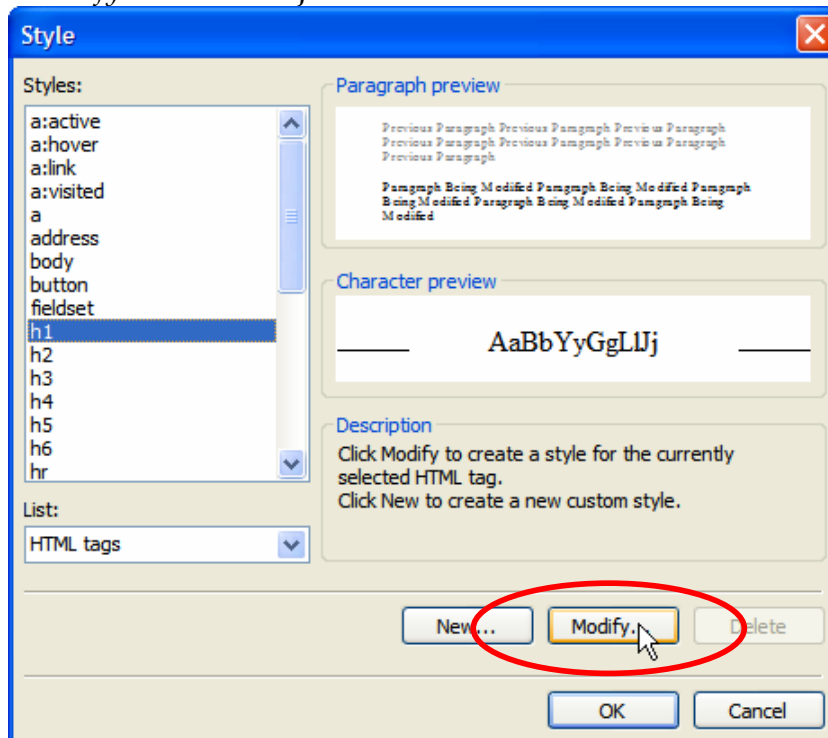 Style
Styles:
a:active
a:hover
a:link
a:visited
a
address
body
button
fieldset
h1
h2
h3
h4
h5
h6
hr
List:
HTML tags
Paragraph preview
Previous Paragraph Previous Paragraph Previous Paragraph
Previous Paragraph Previous Paragraph Previous Paragraph
Previous Paragraph
Paragraph Being Modified Paragraph Being Modified Paragraph
Being Modified Paragraph Being Modified Paragraph Being
Modified
Character preview
AaBbYyGgLlJj
Description
Click Modify to create a style for the currently
selected HTML tag.
Click New to create a new custom style.
New... Modify... Delete
OK Cancel